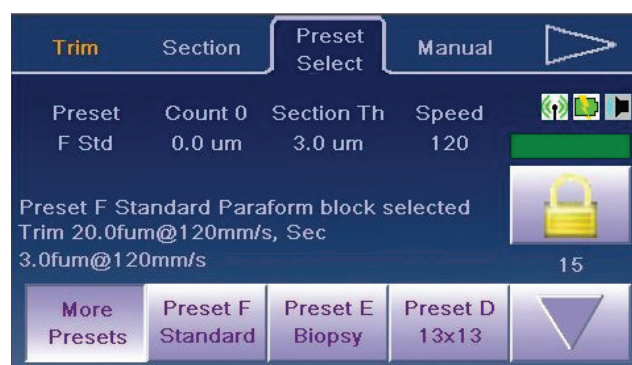 Trim Section Preset Select Manual
Preset Count 0 Section Th Speed
F Std 0.0 um 3.0 um 120
Preset F Standard Paraform block selected
Trim 20.0fum@120mm/s, Sec
3.0fum@120mm/s
15
More Presets
Preset F Standard
Preset E Biopsy
Preset D 13x13